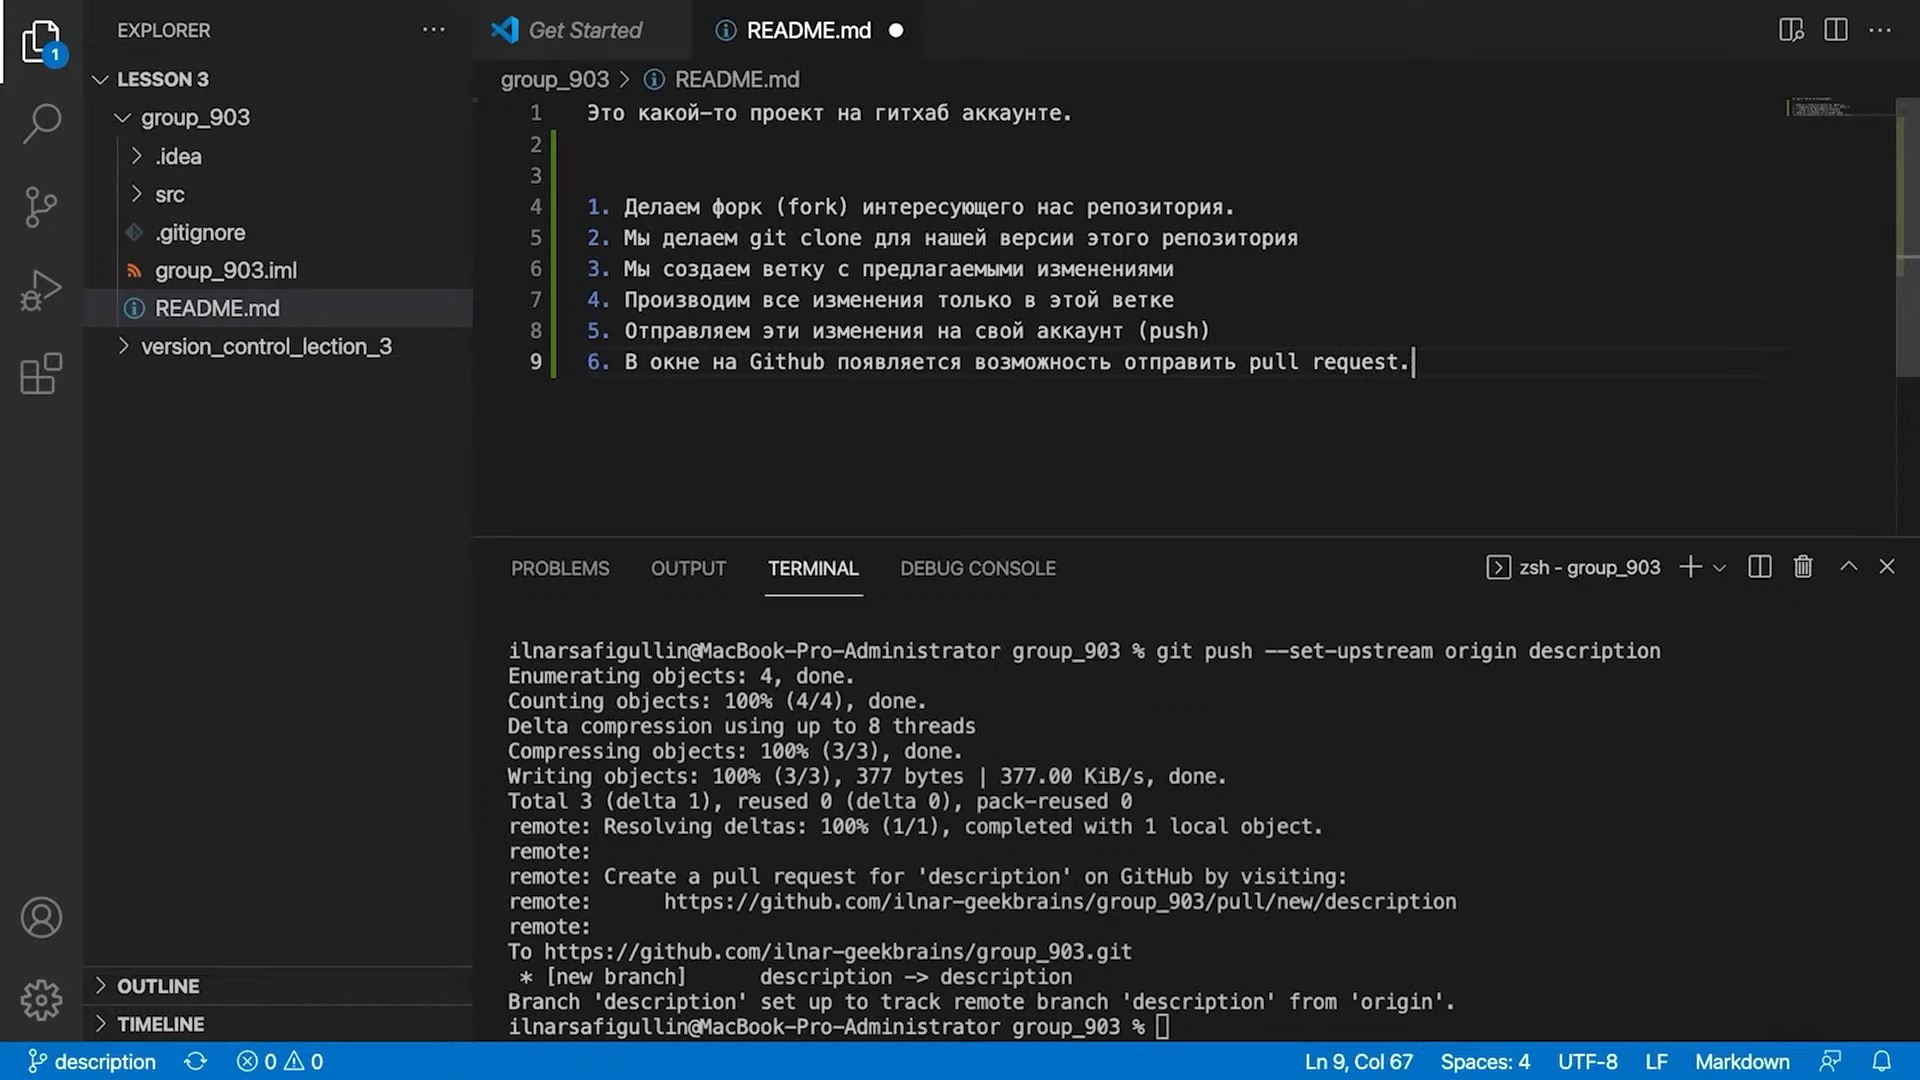 EXPLORER
Get Started
README.md
1
LESSON 3
group_903 > README.md
group_903
.idea
src
.gitignore
group_903.iml
README.md
version_control_lection_3
1 Это какой-то проект на гитхаб аккаунте.
2
3
4 1. Делаем форк (fork) интересующего нас репозитория.
5 2. Мы делаем git clone для нашей версии этого репозитория
6 3. Мы создаем ветку с предлагаемыми изменениями
7 4. Производим все изменения только в этой ветке
8 5. Отправляем эти изменения на свой аккаунт (push)
9 6. В окне на Github появляется возможность отправить pull request.
PROBLEMS OUTPUT TERMINAL DEBUG CONSOLE
zsh - group_903
ilnarsafigullin@MacBook-Pro-Administrator group_903 % git push --set-upstream origin description
Enumerating objects: 4, done.
Counting objects: 100% (4/4), done.
Delta compression using up to 8 threads
Compressing objects: 100% (3/3), done.
Writing objects: 100% (3/3), 377 bytes | 377.00 KiB/s, done.
Total 3 (delta 1), reused 0 (delta 0), pack-reused 0
remote: Resolving deltas: 100% (1/1), completed with 1 local object.
remote:
remote: Create a pull request for 'description' on GitHub by visiting:
remote:      https://github.com/ilnar-geekbrains/group_903/pull/new/description
remote:
To https://github.com/ilnar-geekbrains/group_903.git
 * [new branch]      description -> description
Branch 'description' set up to track remote branch 'description' from 'origin'.
ilnarsafigullin@MacBook-Pro-Administrator group_903 %
OUTLINE
TIMELINE
description
0 0
Ln 9, Col 67
Spaces: 4
UTF-8
LF
Markdown